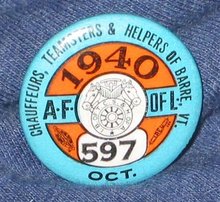 CHAUFFEURS, TEAMSTERS & HELPERS OF BARRE, VT.
1940
A.F. OF L.
597
OCT.